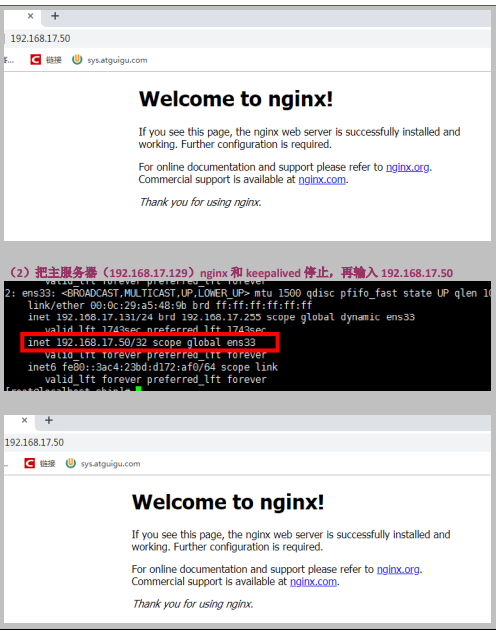 × +
192.168.17.50
链接 sys.atguigu.com
Welcome to nginx!
If you see this page, the nginx web server is successfully installed and
working. Further configuration is required.
For online documentation and support please refer to nginx.org.
Commercial support is available at nginx.com.
Thank you for using nginx.
（2）把主服务器（192.168.17.129）nginx 和 keepalived 停止，再输入 192.168.17.50
valid_lft forever preferred_lft forever
2: ens33: <BROADCAST,MULTICAST,UP,LOWER_UP> mtu 1500 qdisc pfifo_fast state UP qlen 10
link/ether 00:0c:29:a5:48:9b brd ff:ff:ff:ff:ff:ff
inet 192.168.17.131/24 brd 192.168.17.255 scope global dynamic ens33
valid_lft 1743sec preferred_lft 1743sec
inet 192.168.17.50/32 scope global ens33
valid_lft forever preferred_lft forever
inet6 fe80::3ac4:23bd:d172:af0/64 scope link
valid_lft forever preferred_lft forever
× +
192.168.17.50
链接 sys.atguigu.com
Welcome to nginx!
If you see this page, the nginx web server is successfully installed and
working. Further configuration is required.
For online documentation and support please refer to nginx.org.
Commercial support is available at nginx.com.
Thank you for using nginx.